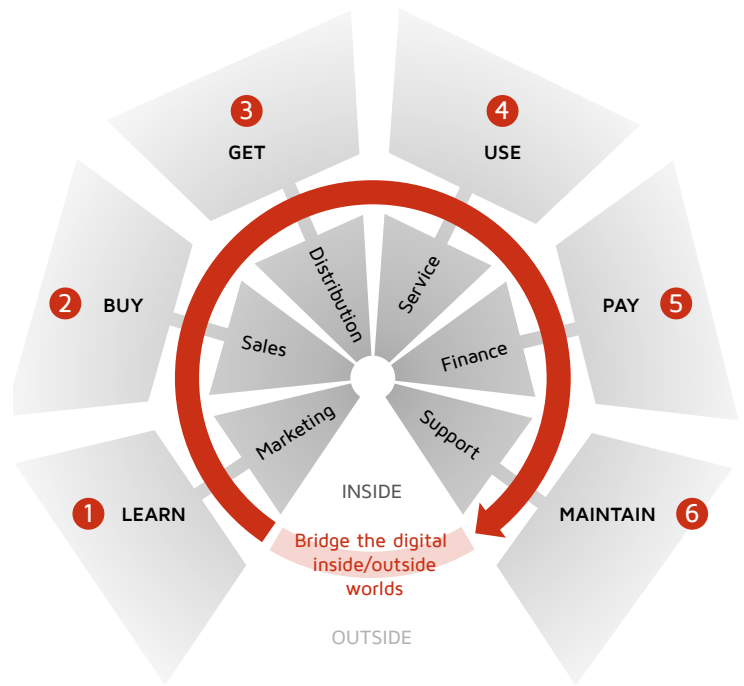 3
GET
4
USE
2
BUY
PAY
5
1
LEARN
MAINTAIN
6
Distribution
Service
Sales
Finance
Marketing
Support
INSIDE
Bridge the digital
inside/outside
worlds
OUTSIDE